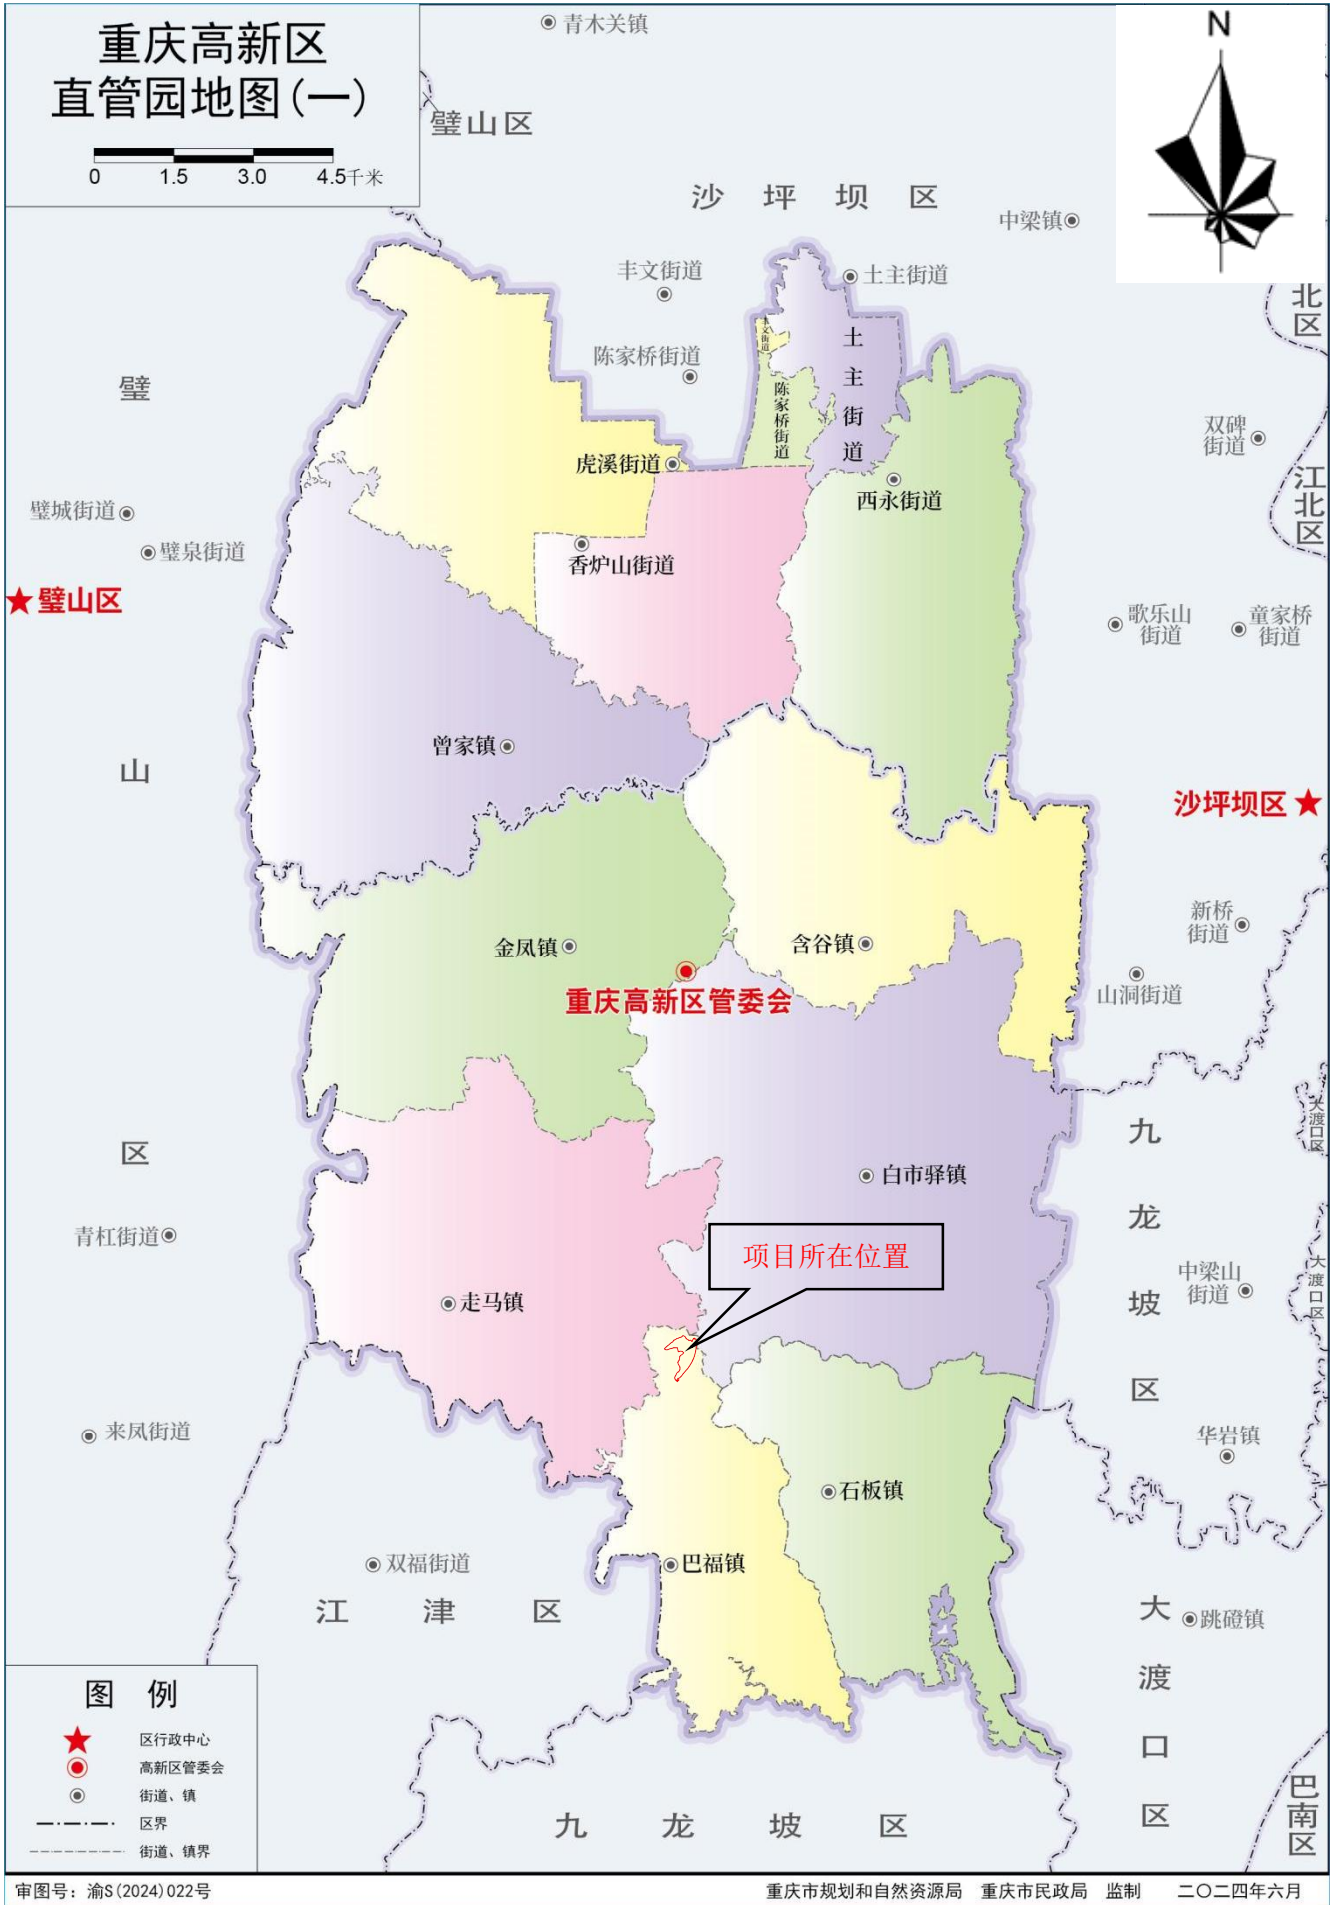 重庆高新区
直管园地图(一)
0 1.5 3.0 4.5千米
N
青木关镇
璧山区
沙坪坝区
中梁镇
丰文街道
土主街道
北区
陈家桥街道
丰文街道
土主街道
陈家桥街道
璧山区
双碑
街道
虎溪街道
西永街道
江北区
璧城街道
璧泉街道
香炉山街道
璧山区
歌乐山
街道
童家桥
街道
曾家镇
沙坪坝区
新桥
街道
金凤镇
含谷镇
山洞街道
重庆高新区管委会
大渡口区
九龙坡区
白市驿镇
青杠街道
项目所在位置
中梁山
街道
大渡口区
走马镇
来凤街道
华岩镇
石板镇
双福街道
巴福镇
江津区
大渡口区
跳磴镇
图例
区行政中心
高新区管委会
街道、镇
区界
街道、镇界
九龙坡区
巴南区
审图号：渝S(2024)022号
重庆市规划和自然资源局 重庆市民政局 监制 二〇二四年六月